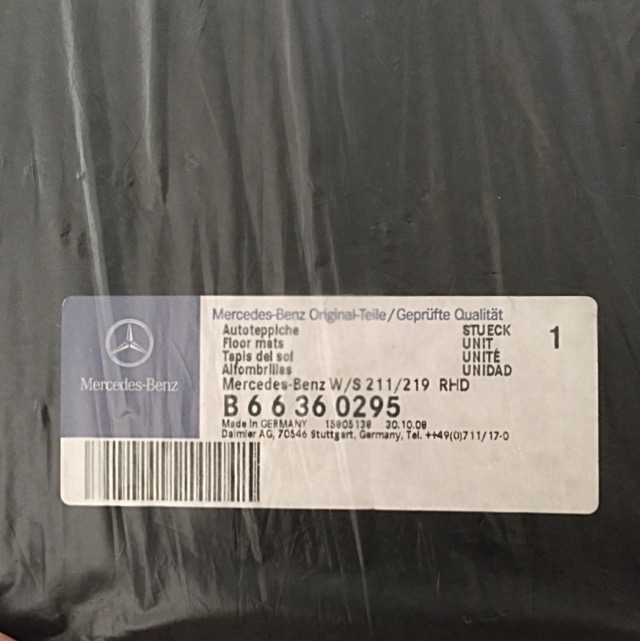 Mercedes-Benz Original-Teile/Geprüfte Qualität
Autoteppiche STUECK 1
Floor mats UNIT
Tapis del sol UNITÉ
Alfombrillas UNIDAD
Mercedes-Benz
Mercedes-Benz W/S 211/219 RHD
B 6 6 36 0295
Made in GERMANY 15905138 30.10.08
Daimler AG, 70546 Stuttgart, Germany, Tel. ++49(0)711/17-0